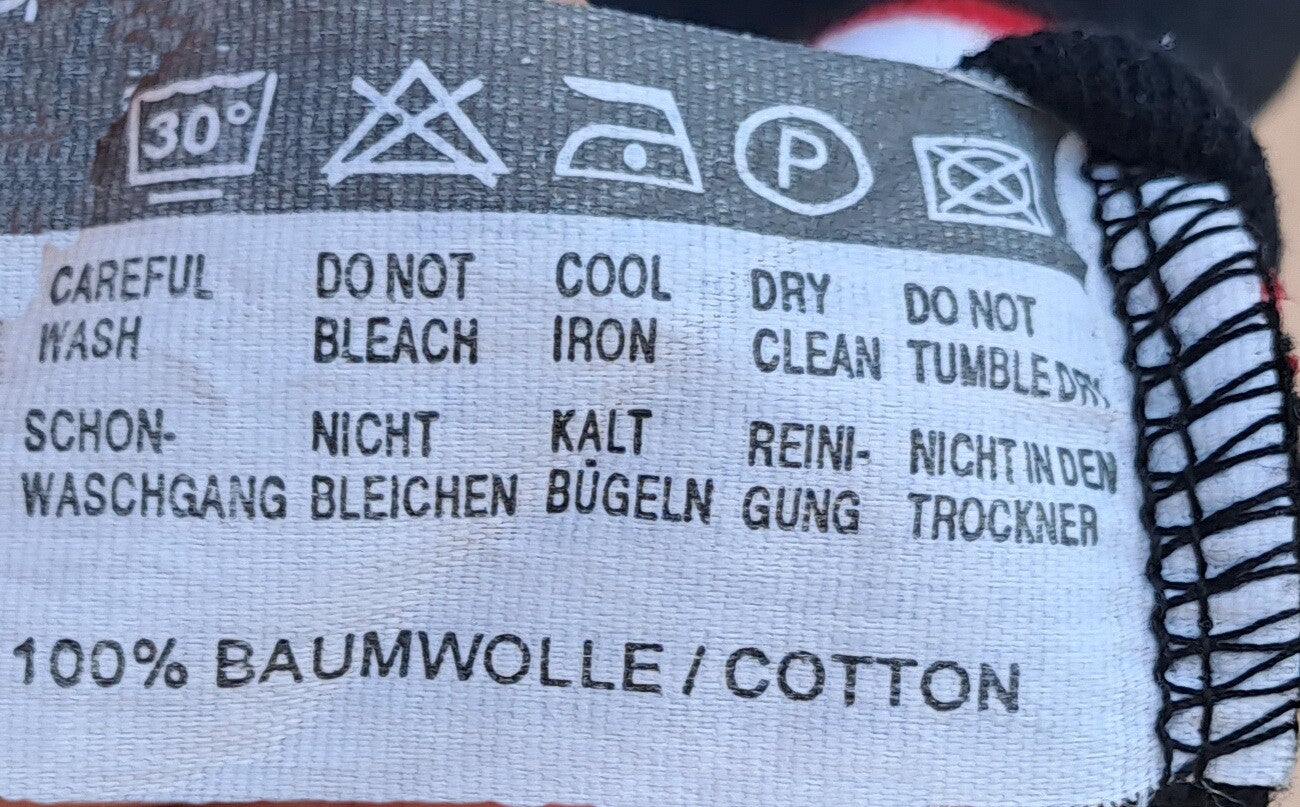 30° P
CAREFUL DO NOT COOL DRY DO NOT
WASH BLEACH IRON CLEAN TUMBLE DRY
SCHON- NICHT KALT REINI- NICHT IN DEN
WASCHGANG BLEICHEN BÜGELN GUNG TROCKNER
100% BAUMWOLLE / COTTON